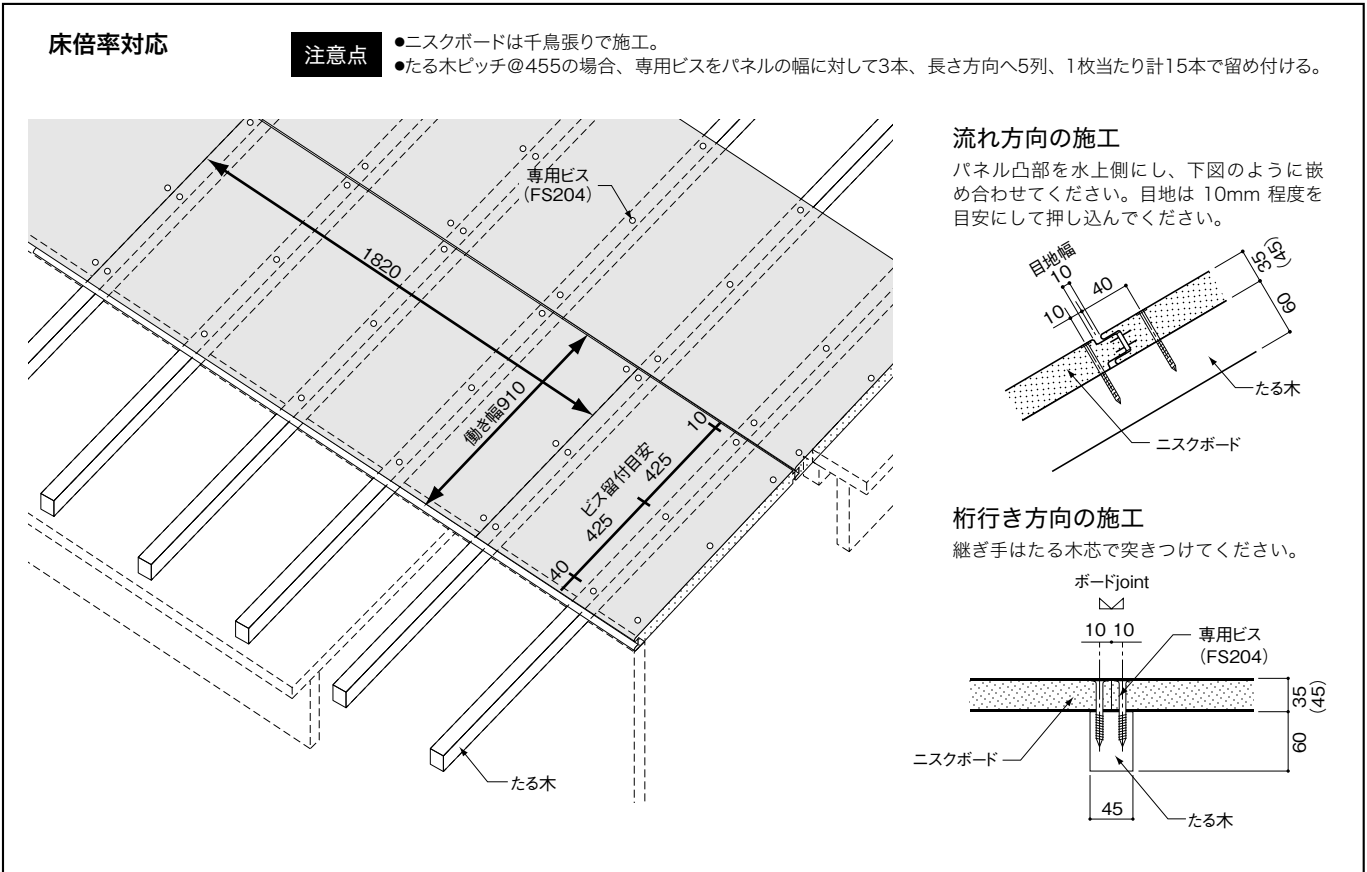 床倍率対応
注意点
●ニスクボードは千鳥張りで施工。
●たる木ピッチ@455の場合、専用ビスをパネルの幅に対して3本、長さ方向へ5列、1枚当たり計15本で留め付ける。
専用ビス
(FS204)
1820
働き幅910
ビス留付目安
10
425
425
40
たる木
流れ方向の施工
パネル凸部を水上側にし、下図のように嵌
め合わせてください。目地は 10mm 程度を
目安にして押し込んでください。
目地幅
10
40
10
35
(45)
60
たる木
ニスクボード
桁行き方向の施工
継ぎ手はたる木芯で突きつけてください。
ボードjoint
10 10
専用ビス
(FS204)
35
(45)
60
ニスクボード
45
たる木